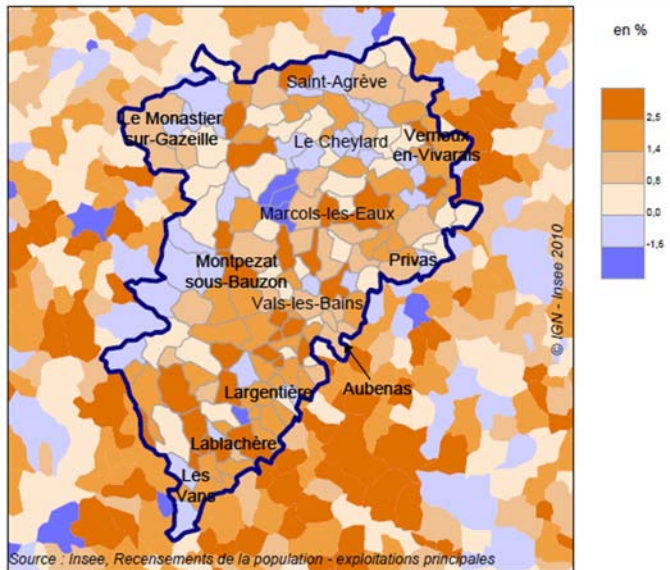 en %
2,5
1,4
0,8
0,0
-1,6
Saint-Agrève
Le Monastier
sur-Gazeille
Le Cheylard
Vernoux
en-Vivarais
Marcols-les-Eaux
Montpezat
sous-Bauzon
Privas
Vals-les-Bains
Largentière
Aubenas
Lablachère
Les
Vans
© IGN - Insee 2010
Source : Insee, Recensements de la population - exploitations principales